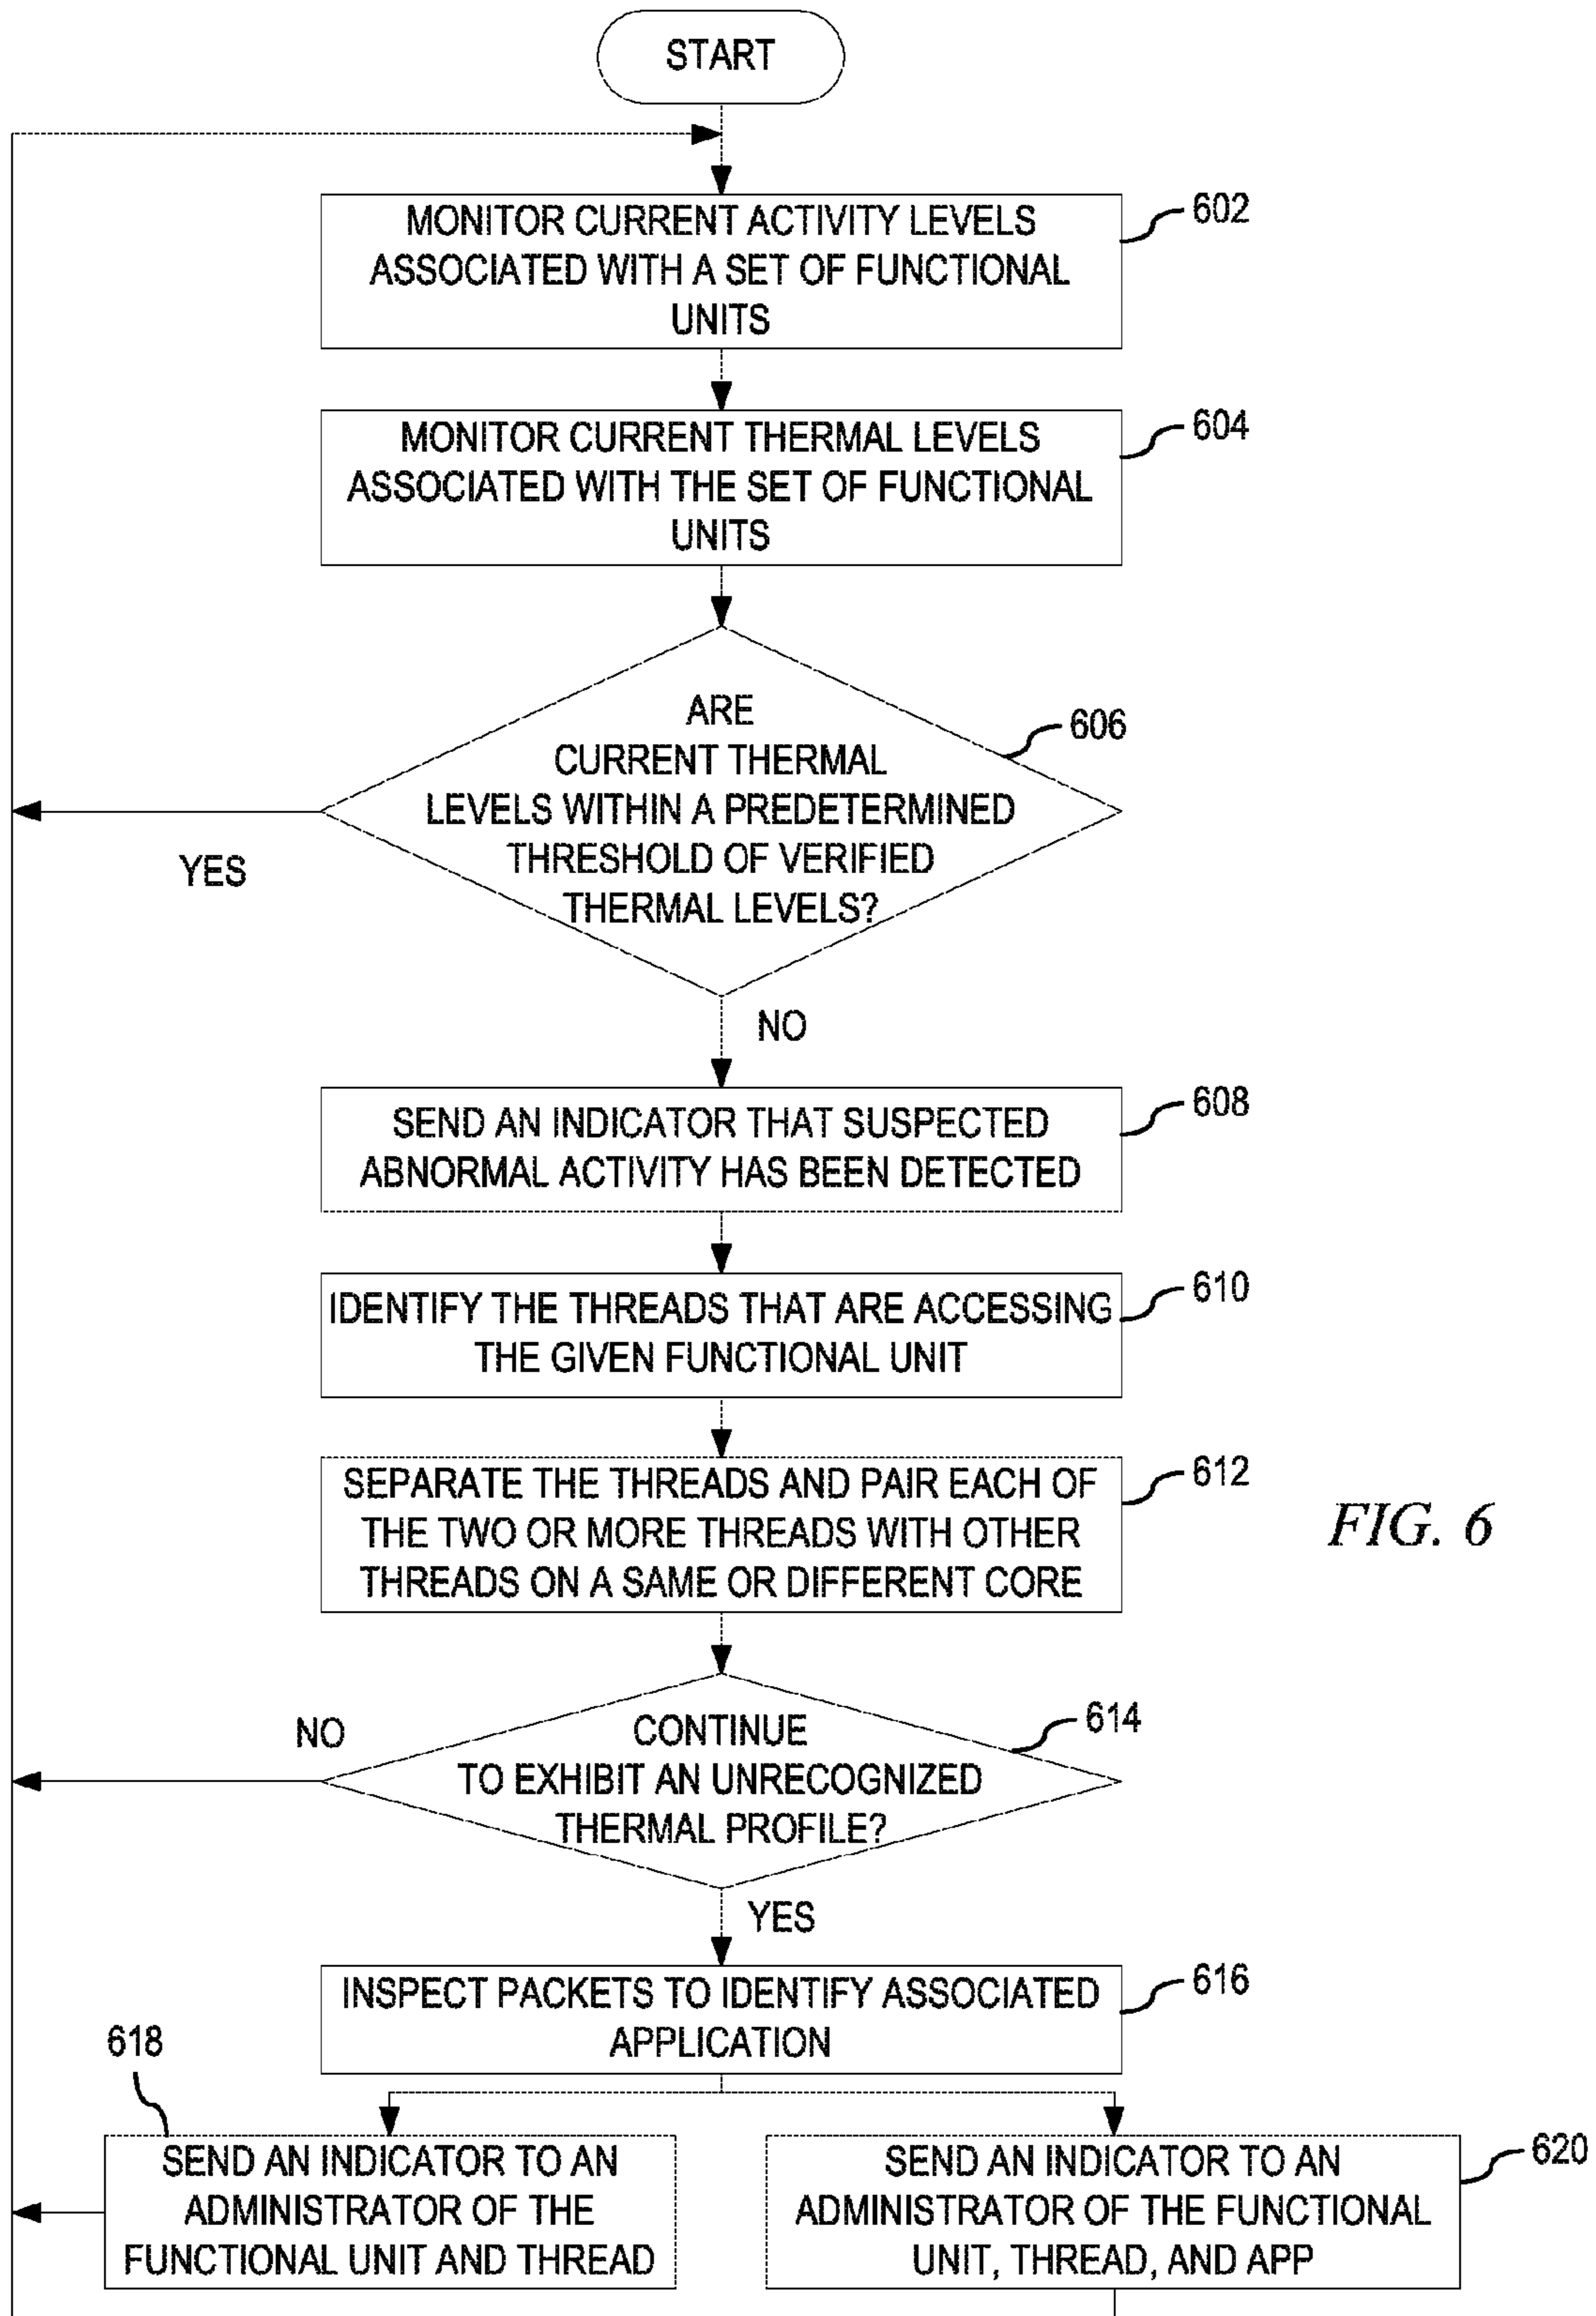 START
MONITOR CURRENT ACTIVITY LEVELS
ASSOCIATED WITH A SET OF FUNCTIONAL
UNITS
602
MONITOR CURRENT THERMAL LEVELS
ASSOCIATED WITH THE SET OF FUNCTIONAL
UNITS
604
ARE
CURRENT THERMAL
LEVELS WITHIN A PREDETERMINED
THRESHOLD OF VERIFIED
THERMAL LEVELS?
606
YES
NO
SEND AN INDICATOR THAT SUSPECTED
ABNORMAL ACTIVITY HAS BEEN DETECTED
608
IDENTIFY THE THREADS THAT ARE ACCESSING
THE GIVEN FUNCTIONAL UNIT
610
SEPARATE THE THREADS AND PAIR EACH OF
THE TWO OR MORE THREADS WITH OTHER
THREADS ON A SAME OR DIFFERENT CORE
612
FIG. 6
CONTINUE
TO EXHIBIT AN UNRECOGNIZED
THERMAL PROFILE?
614
NO
YES
INSPECT PACKETS TO IDENTIFY ASSOCIATED
APPLICATION
616
618
SEND AN INDICATOR TO AN
ADMINISTRATOR OF THE
FUNCTIONAL UNIT AND THREAD
SEND AN INDICATOR TO AN
ADMINISTRATOR OF THE FUNCTIONAL
UNIT, THREAD, AND APP
620